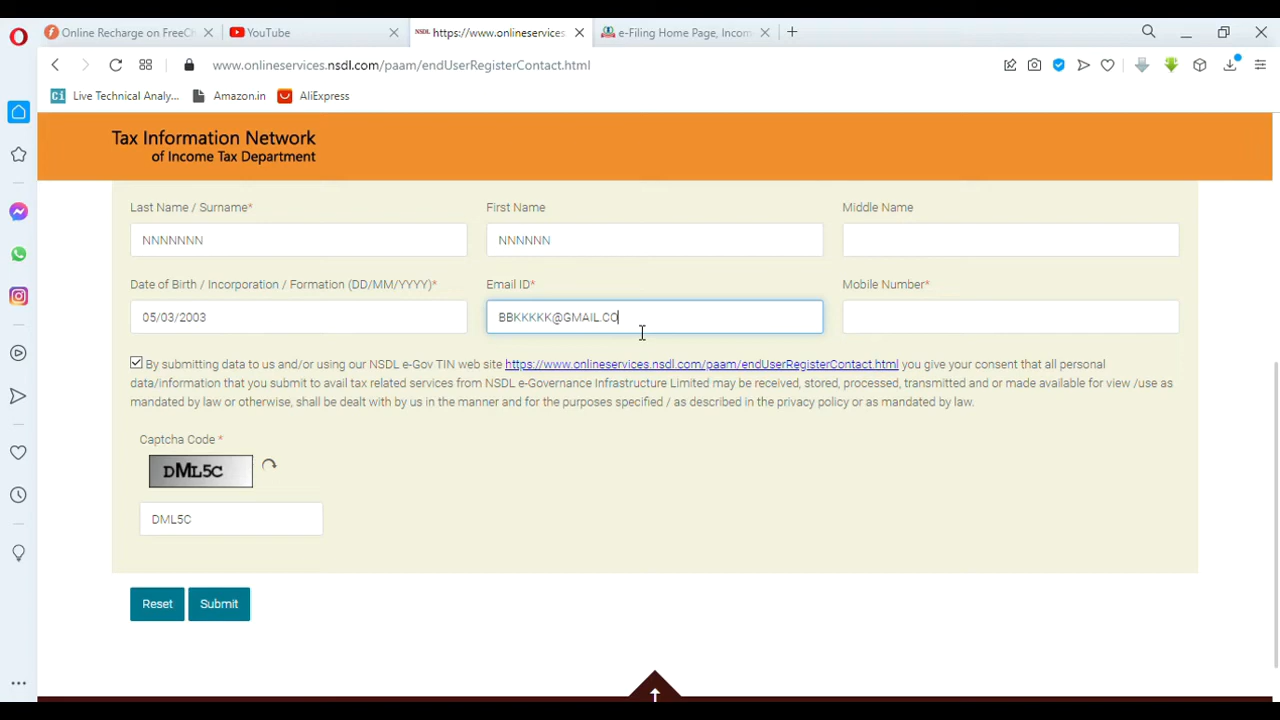 Online Recharge on FreeCh
YouTube
NSDL https://www.onlineservices
e-Filing Home Page, Incom
www.onlineservices.nsdl.com/paam/endUserRegisterContact.html
Ci Live Technical Analy...
Amazon.in
AliExpress
Tax Information Network
of Income Tax Department
Last Name / Surname*
First Name
Middle Name
NNNNNNN
NNNNNN
Date of Birth / Incorporation / Formation (DD/MM/YYYY)*
Email ID*
Mobile Number*
05/03/2003
BBKKKKK@GMAIL.CO
By submitting data to us and/or using our NSDL e-Gov TIN web site https://www.onlineservices.nsdl.com/paam/endUserRegisterContact.html you give your consent that all personal
data/information that you submit to avail tax related services from NSDL e-Governance Infrastructure Limited may be received, stored, processed, transmitted and or made available for view /use as
mandated by law or otherwise, shall be dealt with by us in the manner and for the purposes specified / as described in the privacy policy or as mandated by law.
Captcha Code *
DML5C
DML5C
Reset
Submit